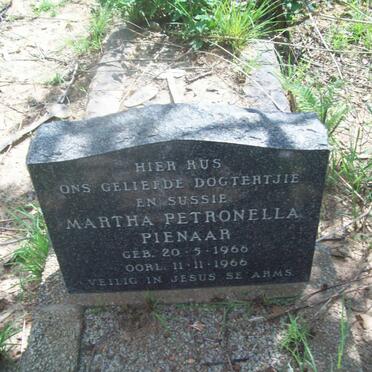 HIER RUS
ONS GELIEFDE DOGTERTJIE
EN SUSSIE
MARTHA PETRONELLA
PIENAAR
GEB. 20-5-1966
OORL. 11-11-1966
VEILIG IN JESUS SE ARMS.